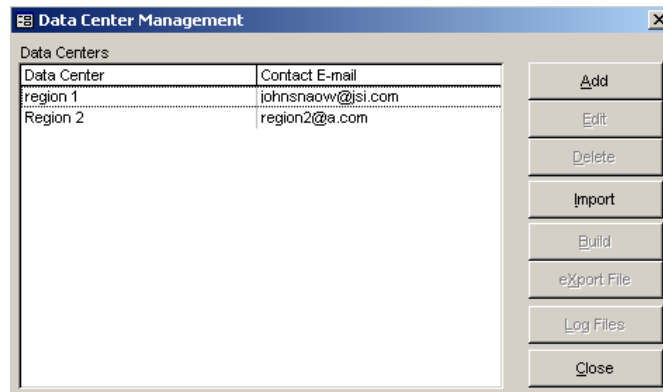 Data Center Management
Data Centers
Data Center Contact E-mail
region 1 johnsnaow@jsi.com
Region 2 region2@a.com
Add
Edit
Delete
Import
Build
eXport File
Log Files
Close